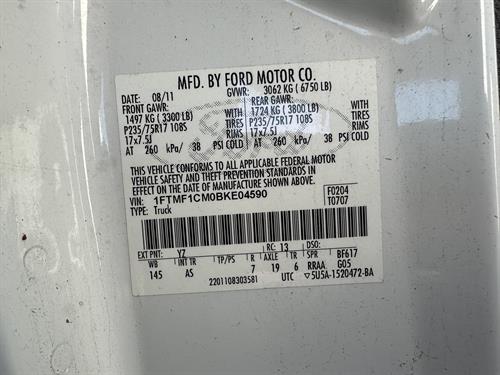 MFD. BY FORD MOTOR CO.
DATE: 08/11 GVWR: 3062 KG ( 6750 LB)
FRONT GAWR: REAR GAWR:
1497 KG ( 3300 LB) WITH 1724 KG ( 3800 LB) WITH
P235/75R17 108S TIRES P235/75R17 108S TIRES
17x7.5J RIMS 17x7.5J RIMS
AT 260 kPa/ 38 PSI COLD AT 260 kPa/ 38 PSI COLD
THIS VEHICLE CONFORMS TO ALL APPLICABLE FEDERAL MOTOR
VEHICLE SAFETY AND THEFT PREVENTION STANDARDS IN
EFFECT ON THE DATE OF MANUFACTURE SHOWN ABOVE.
VIN: 1FTMF1CM0BKE04590 F0204
TYPE: Truck T0707
EXT PNT: YZ RC: 13 DSO:
WB INT TR TP/PS R AXLE TR SPR BF617
145 AS 7 19 6 RRAA G05
2201108303581 UTC ▽5U5A-1520472-BA